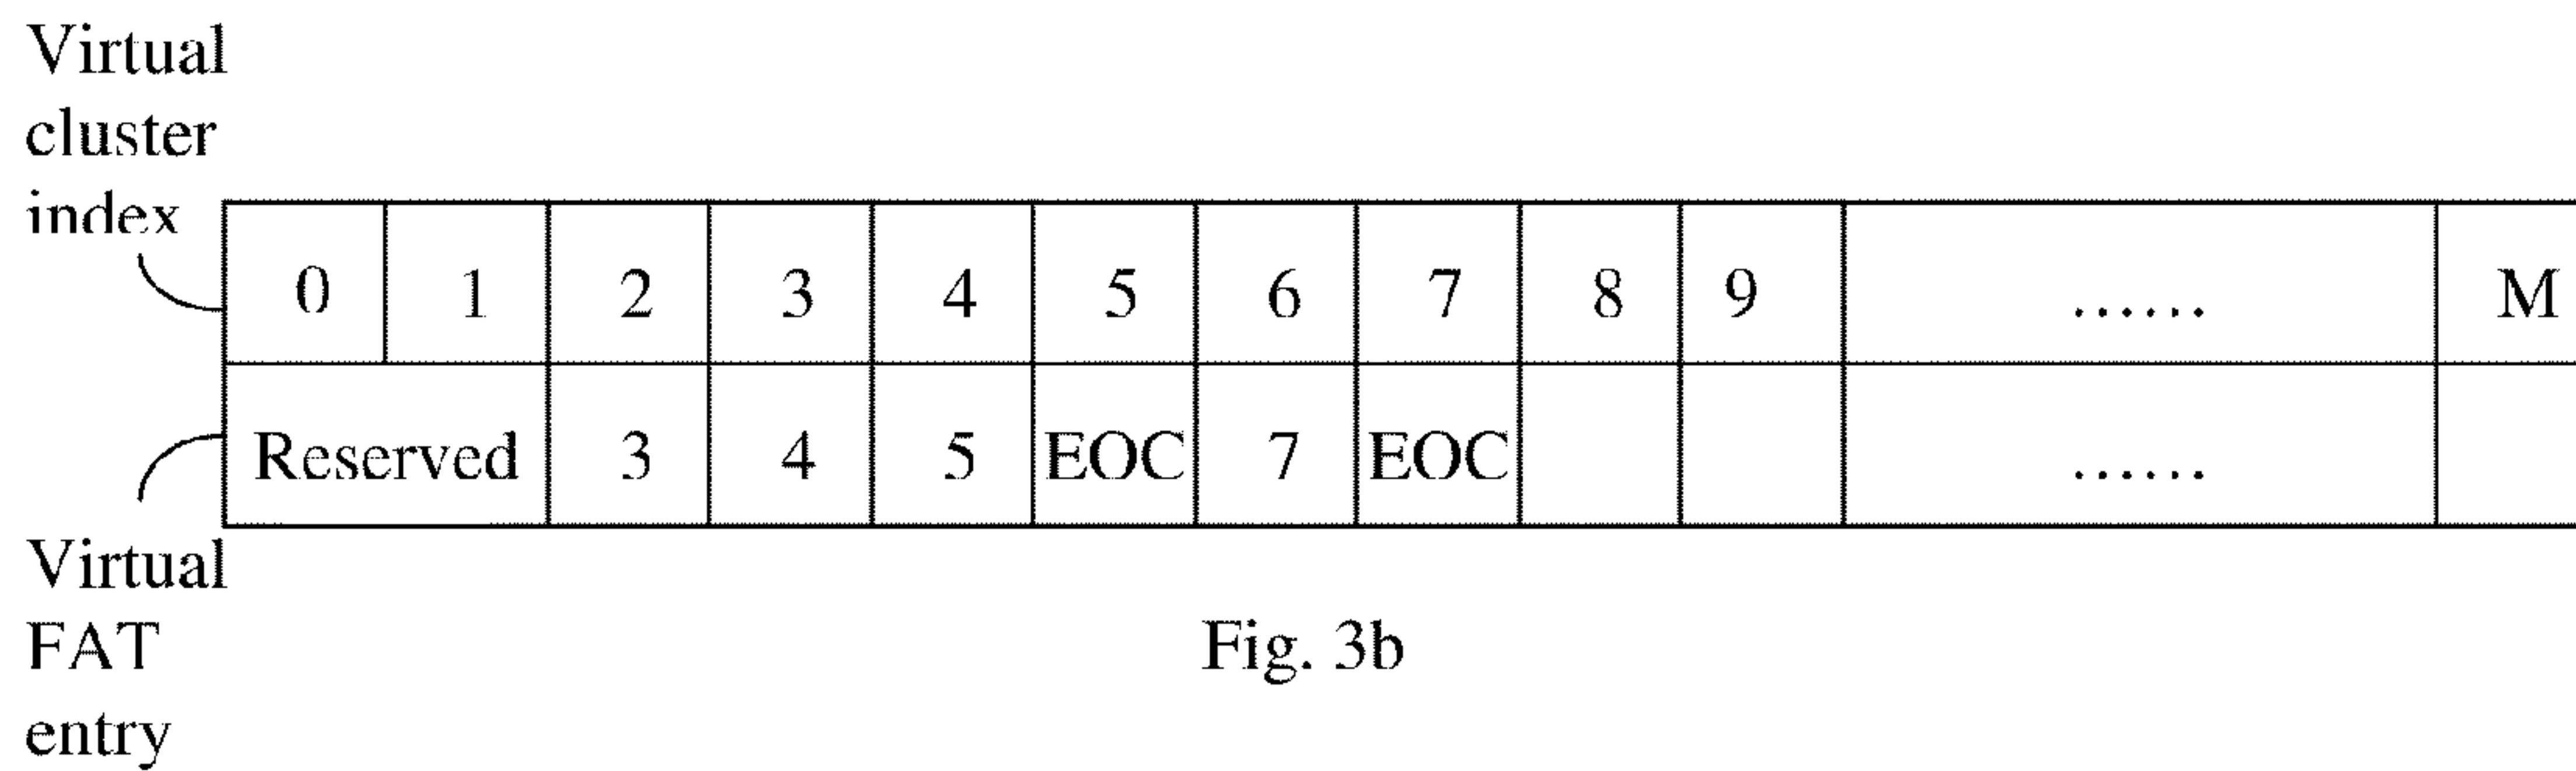 Virtual
cluster
index
0 1 2 3 4 5 6 7 8 9 ...... M
Reserved 3 4 5 EOC 7 EOC ......
Virtual
FAT
entry
Fig. 3b